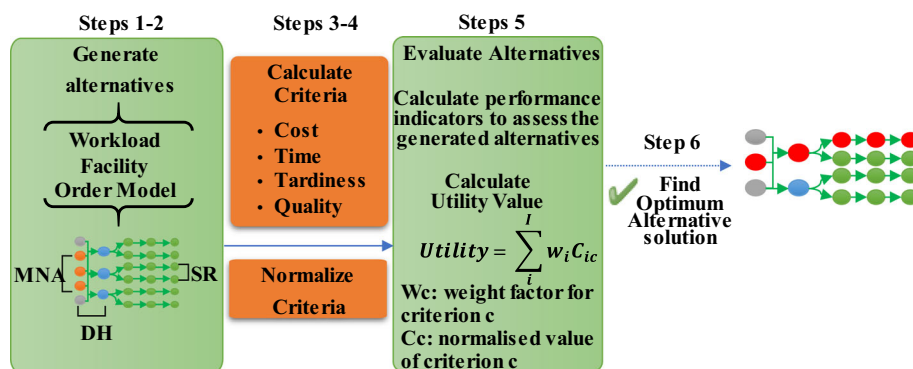 Steps 1-2
Generate
alternatives
Workload
Facility
Order Model
MNA
SR
DH
Steps 3-4
Calculate
Criteria
• Cost
• Time
• Tardiness
• Quality
Normalize
Criteria
Steps 5
Evaluate Alternatives
Calculate performance
indicators to assess the
generated alternatives
Calculate
Utility Value
Utility = ∑ᵢᴵ wᵢCᵢc
Wc: weight factor for
criterion c
Cc: normalised value
of criterion c
Step 6
Find
Optimum
Alternative
solution